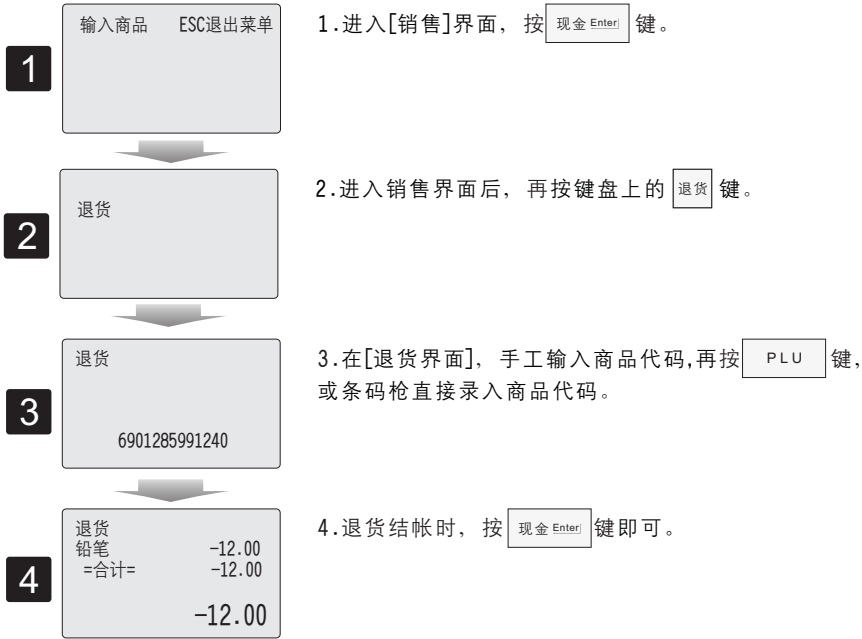 输入商品 ESC退出菜单
1
1.进入[销售]界面, 按 现金 Enter 键。
退货
2
2.进入销售界面后, 再按键盘上的 退货 键。
退货
3
6901285991240
3.在[退货界面], 手工输入商品代码,再按 PLU 键,
或条码枪直接录入商品代码。
退货
铅笔 -12.00
=合计= -12.00
-12.00
4
4.退货结帐时, 按 现金 Enter 键即可。